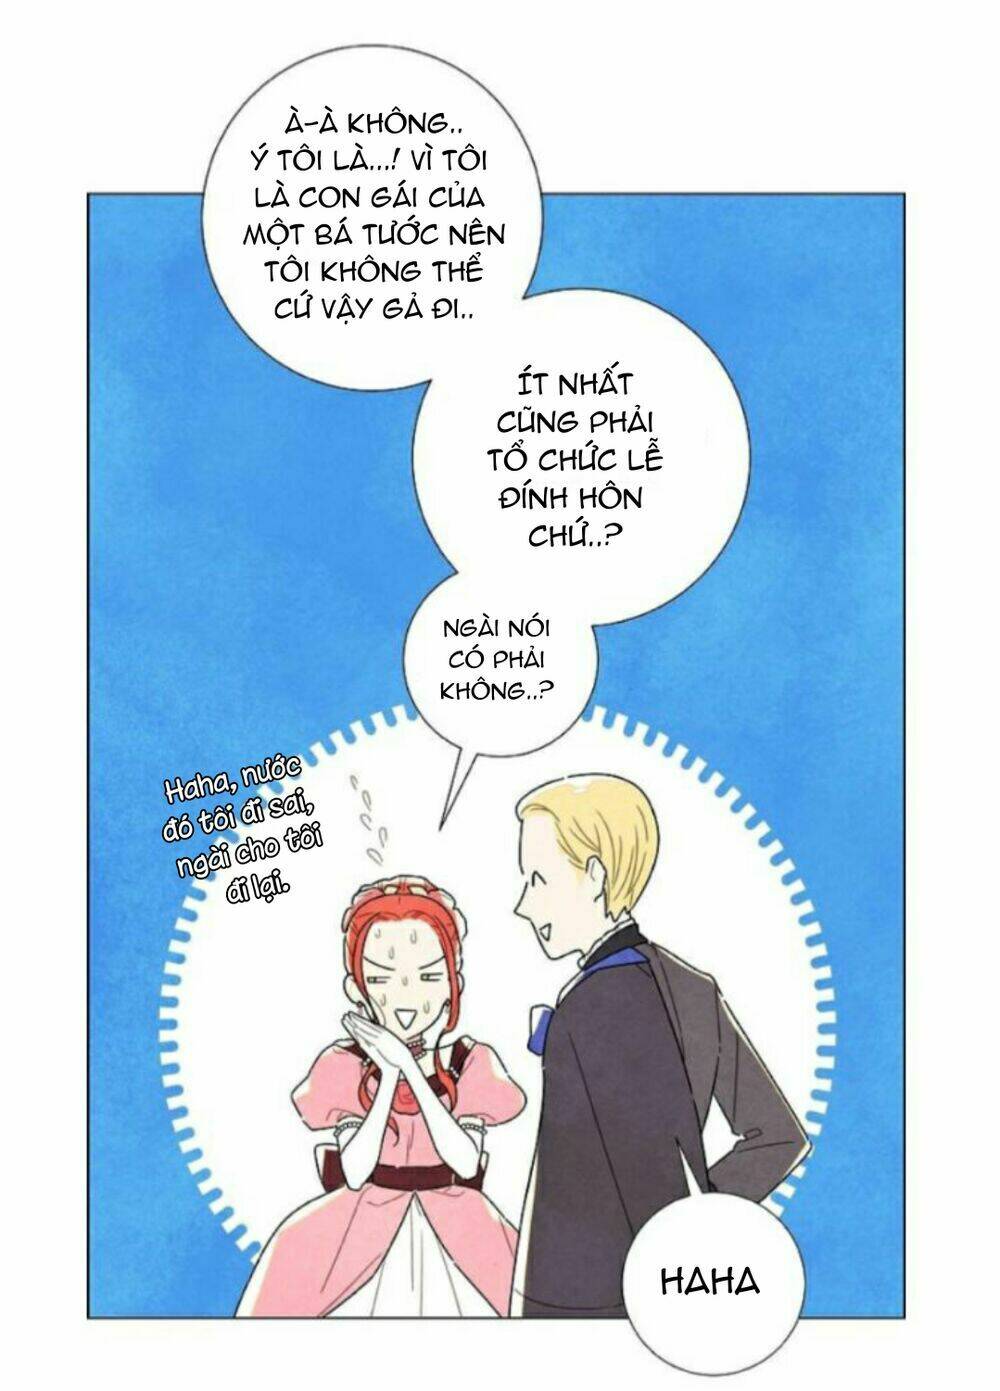 À-À KHÔNG..
Ý TÔI LÀ...! VÌ TÔI
LÀ CON GÁI CỦA
MỘT BÁ TƯỚC NÊN
TÔI KHÔNG THỂ
CỨ VẬY GẢ ĐI..
ÍT NHẤT
CŨNG PHẢI
TỔ CHỨC LỄ
ĐÍNH HÔN
CHỨ..?
NGÀI NÓI
CÓ PHẢI
KHÔNG..?
Haha, nước
đó tôi đi sai,
ngài cho tôi
đi lại.
HAHA